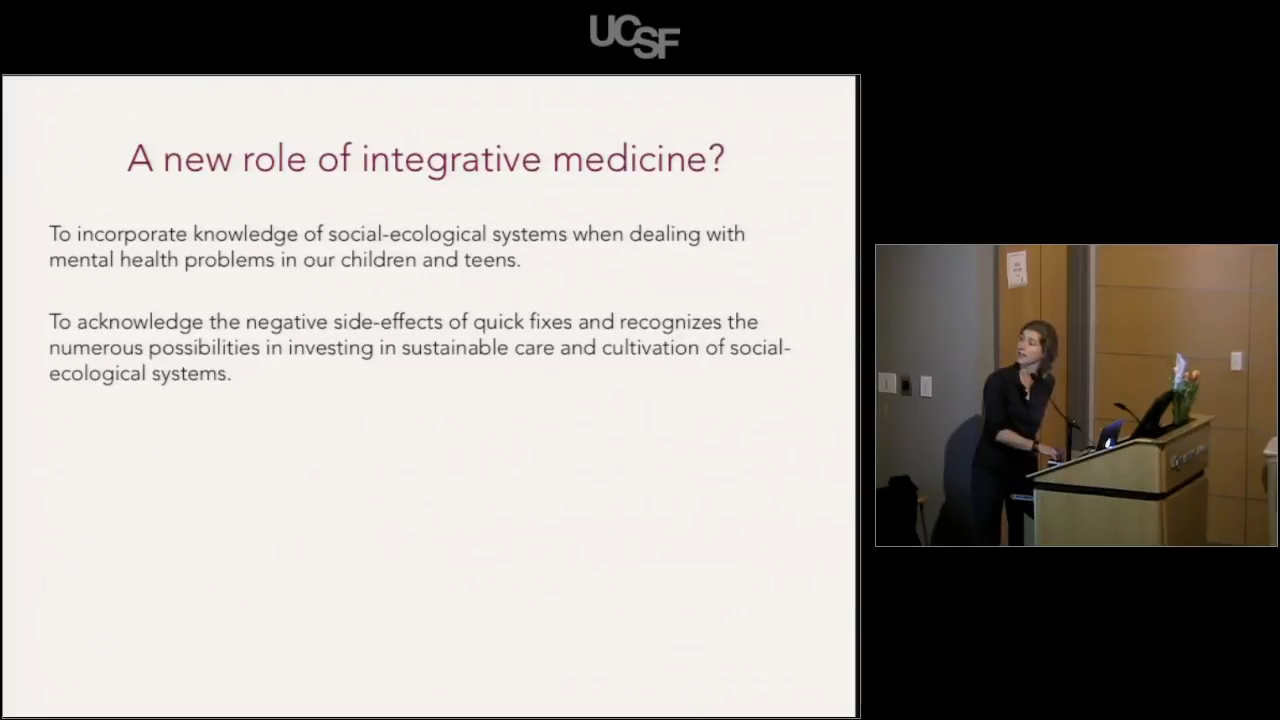 UCSF
A new role of integrative medicine?
To incorporate knowledge of social-ecological systems when dealing with
mental health problems in our children and teens.
To acknowledge the negative side-effects of quick fixes and recognizes the
numerous possibilities in investing in sustainable care and cultivation of social-
ecological systems.